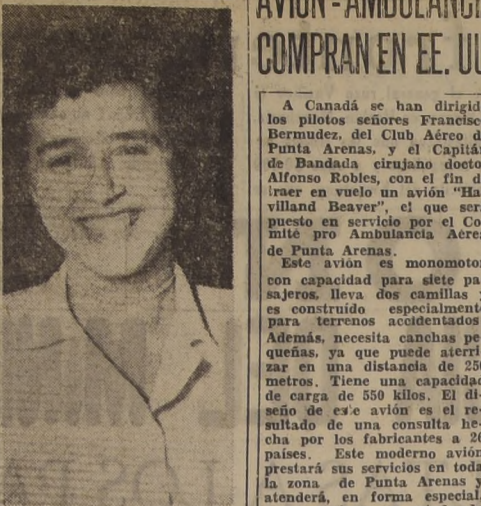 AVION-AMBULANCI
COMPRAN EN EE. UU
A Canadá se han dirigid
los pilotos señores Francisc
Bermudez, del Club Aéreo d
Punta Arenas, y el Capitá
de Bandada cirujano docto
Alfonso Robles, con el fin d
traer en vuelo un avión "Ha
villand Beaver", el que ser
puesto en servicio por el Co
mité pro Ambulancia Aére
de Punta Arenas.
Este avión es monomoto
con capacidad para siete pa
sajeros, lleva dos camillas
es construído especialment
para terrenos accidentados
Además, necesita canchas pe
queñas, ya que puede aterri
zar en una distancia de 250
metros. Tiene una capacidad
de carga de 550 kilos. El di-
seño de este avión es el re-
sultado de una consulta he-
cha por los fabricantes a 26
países. Este moderno avión
prestará sus servicios en toda
la zona de Punta Arenas y
atenderá, en forma especial,